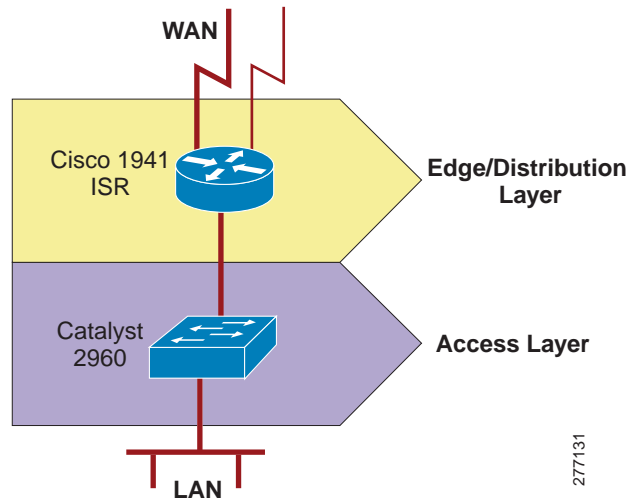 WAN
Cisco 1941
ISR
Edge/Distribution
Layer
Catalyst
2960
Access Layer
LAN
277131